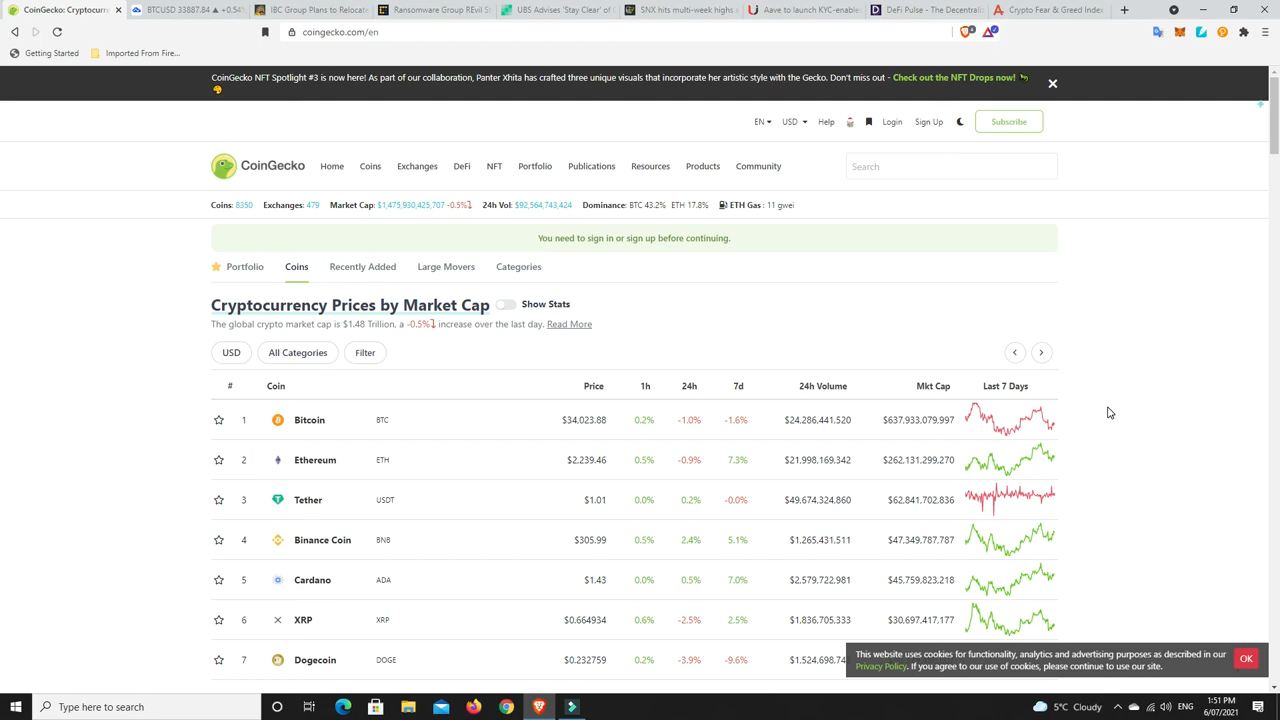 CoinGecko: Cryptocurr
BTCUSD 33887.84 ▲ +0.54%
IBC Group Plans to Relocat
Ransomware Group REvil S
UBS Advises 'Stay Clear' of C
SNX hits multi-week highs
Aave to launch KYC-enable
DeFi Pulse - The Decentrali
Crypto Fear & Greed Index
coingecko.com/en
Getting Started
Imported From Fire...
CoinGecko NFT Spotlight #3 is now here! As part of our collaboration, Panter Xhita has crafted three unique visuals that incorporate her artistic style with the Gecko. Don't miss out - Check out the NFT Drops now!
EN USD Help Login Sign Up Subscribe
CoinGecko Home Coins Exchanges DeFi NFT Portfolio Publications Resources Products Community Search
Coins: 8350 Exchanges: 479 Market Cap: $1,475,930,425,707 -0.5% 24h Vol: $92,564,743,424 Dominance: BTC 43.2% ETH 17.8% ETH Gas : 11 gwei
You need to sign in or sign up before continuing.
Portfolio Coins Recently Added Large Movers Categories
Cryptocurrency Prices by Market Cap Show Stats
The global crypto market cap is $1.48 Trillion, a -0.5% increase over the last day. Read More
USD All Categories Filter
# Coin Price 1h 24h 7d 24h Volume Mkt Cap Last 7 Days
1 Bitcoin BTC $34,023.88 0.2% -1.0% -1.6% $24,286,441,520 $637,933,079,997
2 Ethereum ETH $2,239.46 0.5% -0.9% 7.3% $21,998,169,342 $262,131,299,270
3 Tether USDT $1.01 0.0% 0.2% -0.0% $49,674,324,860 $62,841,702,836
4 Binance Coin BNB $305.99 0.5% 2.4% 5.1% $1,265,431,511 $47,349,787,787
5 Cardano ADA $1.43 0.0% 0.5% 7.0% $2,579,722,981 $45,759,823,218
6 XRP XRP $0.664934 0.6% -2.5% 2.5% $1,836,705,333 $30,697,417,177
7 Dogecoin DOGE $0.232759 0.2% -3.9% -9.6% $1,524,698,74
This website uses cookies for functionality, analytics and advertising purposes as described in our
Privacy Policy. If you agree to our use of cookies, please continue to use our site.
OK
Type here to search
5°C Cloudy
ENG
1:51 PM
6/07/2021